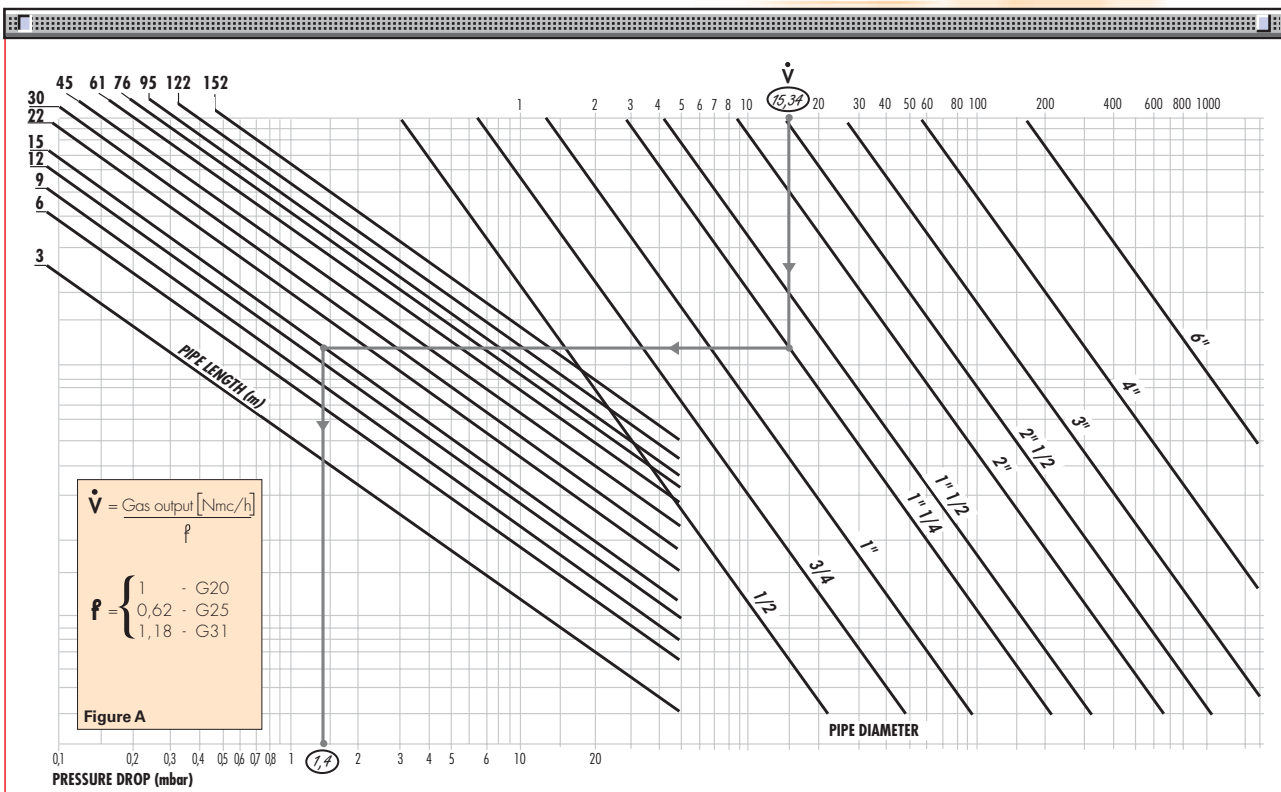 V
45 61 76 95 122 152
1 2 3 4 5 6 7 8 10 15,34 20 30 40 50 60 80 100 200 400 600 800 1000
30
22
15
12
9
6
3
PIPE LENGTH (m)
6"
4"
3"
2" 1/2
2"
1" 1/2
1" 1/4
1"
3/4
1/2
V = Gas output [Nmc/h]
f
f = { 1 - G20
0,62 - G25
1,18 - G31
Figure A
PIPE DIAMETER
0,1 0,2 0,3 0,4 0,5 0,6 0,7 0,8 1 1,4 2 3 4 5 6 10 20
PRESSURE DROP (mbar)